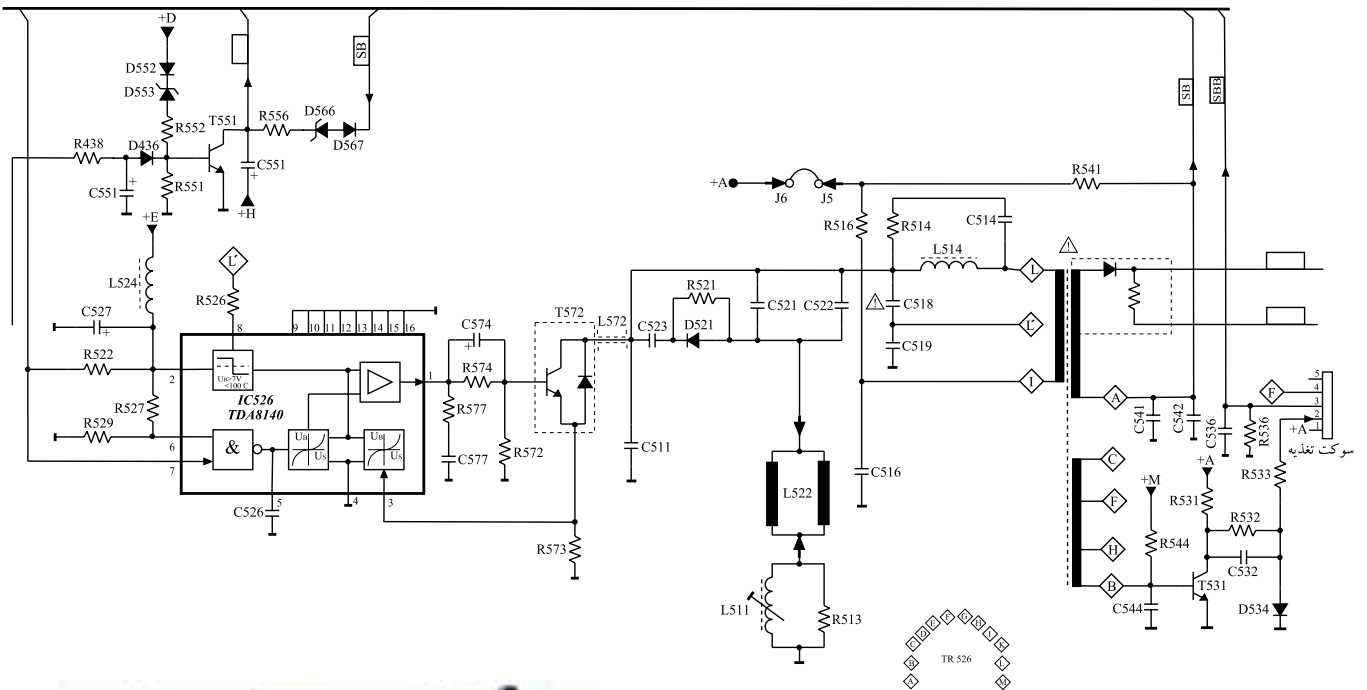 +D
D552
D553
R552
T551
R556
D566
D567
SB
R438
D436
C551
+
R551
C551
+
+H
+E
L524
L'
R526
C527
+
R522
R527
R529
2
8
9 10 11 12 13 14 15 16
UB>7V
<100 C
IC526
TDA8140
1
6
7
&
UB
US
UB
US
5
4
3
C526
C574
+
R574
R577
C577
R572
T572
L572
R573
C523
R521
D521
C511
C521
C522
L522
L511
R513
+A
J6
J5
R516
R514
C514
L514
C518
C519
C516
R541
SB
SBB
L
L'
I
!
!
A
C541
C542
C536
R536
F
5
4
3
2
1
+A
سوکت تغذیه
R533
C
F
H
B
+M
R544
C544
+A
R531
R532
C532
T531
D534
A B C D E F G H I K L M
TR 526